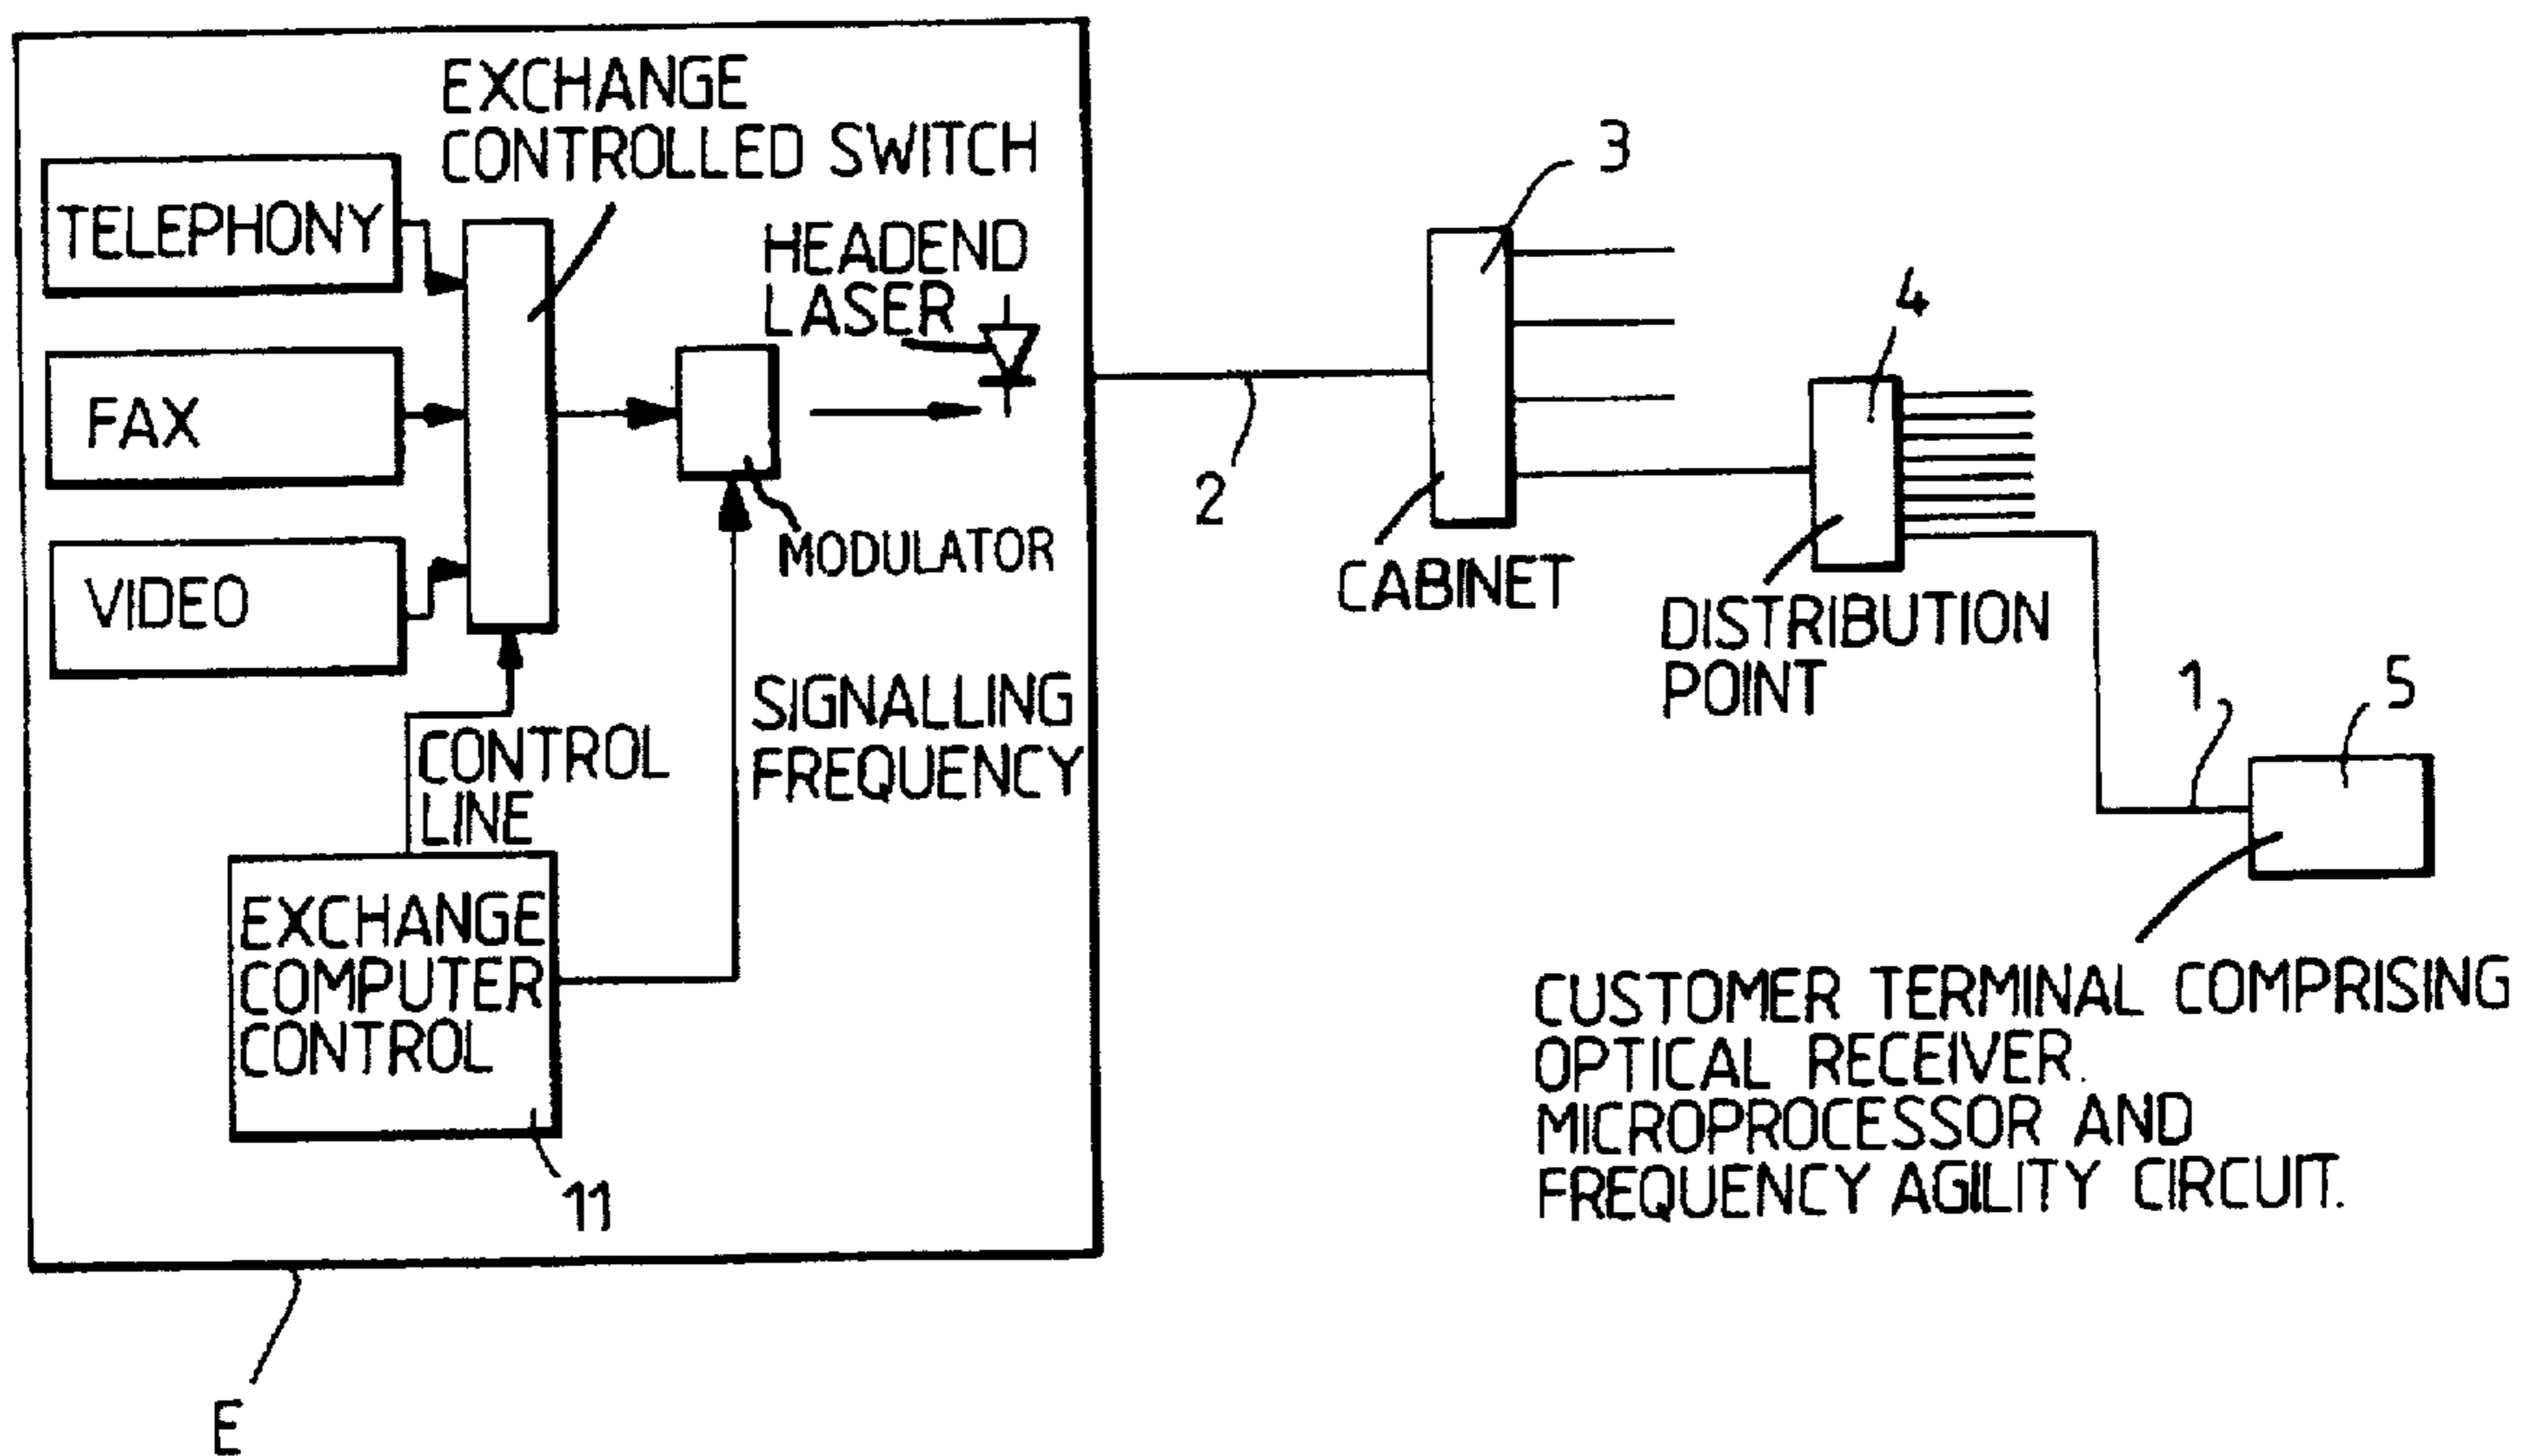 EXCHANGE
CONTROLLED SWITCH
TELEPHONY
FAX
VIDEO
HEADEND
LASER
MODULATOR
CONTROL
LINE
SIGNALLING
FREQUENCY
EXCHANGE
COMPUTER
CONTROL
11
E
2
3
CABINET
4
DISTRIBUTION
POINT
1
5
CUSTOMER TERMINAL COMPRISING
OPTICAL RECEIVER.
MICROPROCESSOR AND
FREQUENCY AGILITY CIRCUIT.